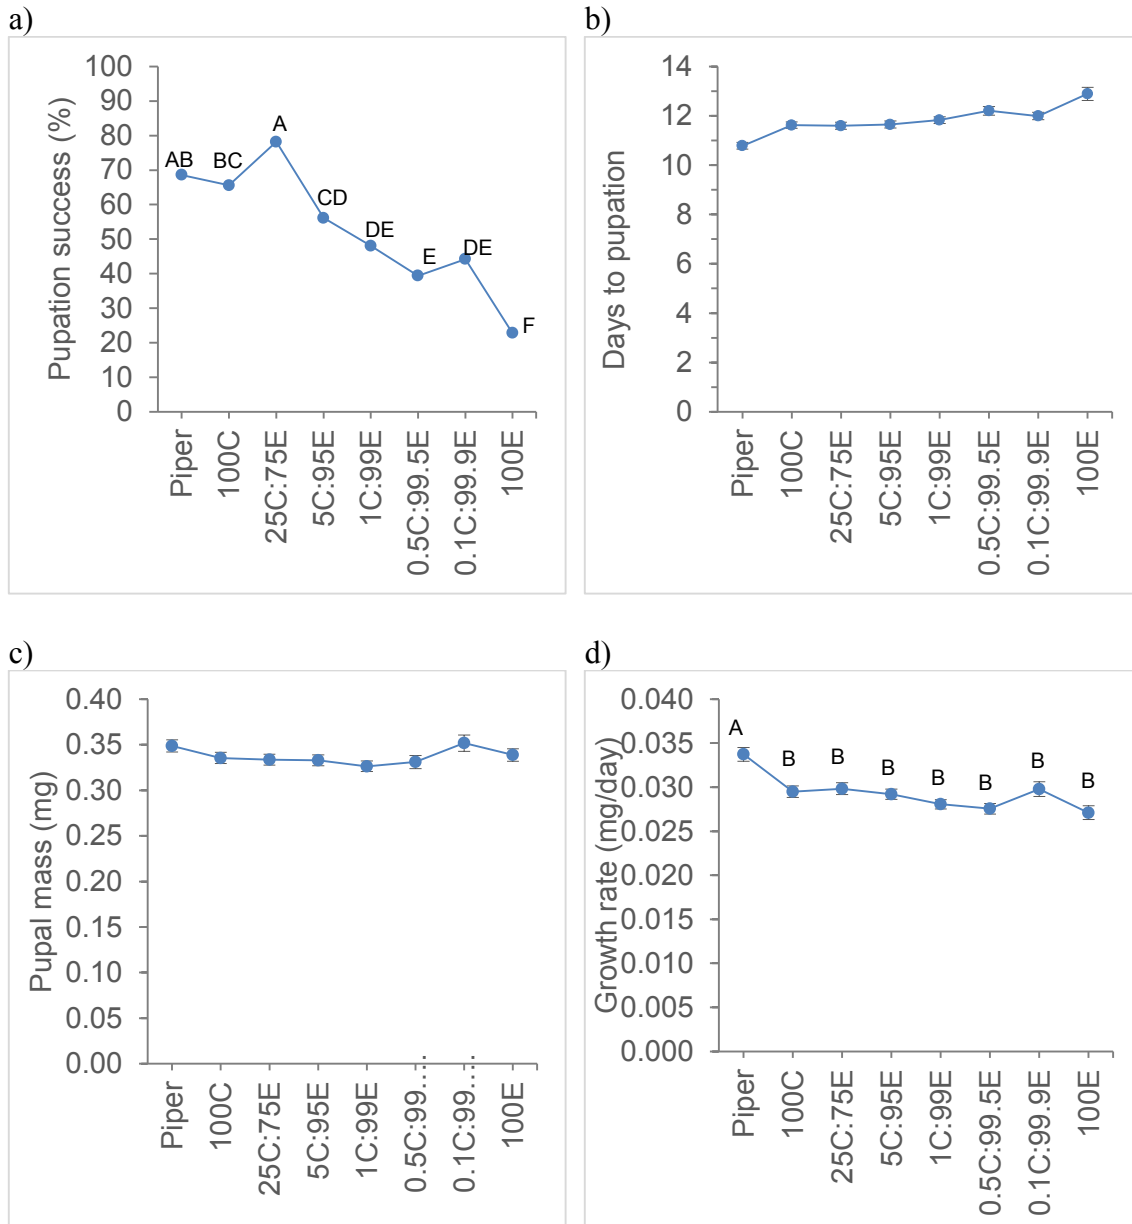 a)
Pupation success (%)
100
90
80
70
60
50
40
30
20
10
0
AB
BC
A
CD
DE
E
DE
F
Piper
100C
25C:75E
5C:95E
1C:99E
0.5C:99.5E
0.1C:99.9E
100E
b)
Days to pupation
14
12
10
8
6
4
2
0
Piper
100C
25C:75E
5C:95E
1C:99E
0.5C:99.5E
0.1C:99.9E
100E
c)
Pupal mass (mg)
0.40
0.35
0.30
0.25
0.20
0.15
0.10
0.05
0.00
Piper
100C
25C:75E
5C:95E
1C:99E
0.5C:99.…
0.1C:99.…
100E
d)
Growth rate (mg/day)
0.040
0.035
0.030
0.025
0.020
0.015
0.010
0.005
0.000
A
B
B
B
B
B
B
B
Piper
100C
25C:75E
5C:95E
1C:99E
0.5C:99.5E
0.1C:99.9E
100E